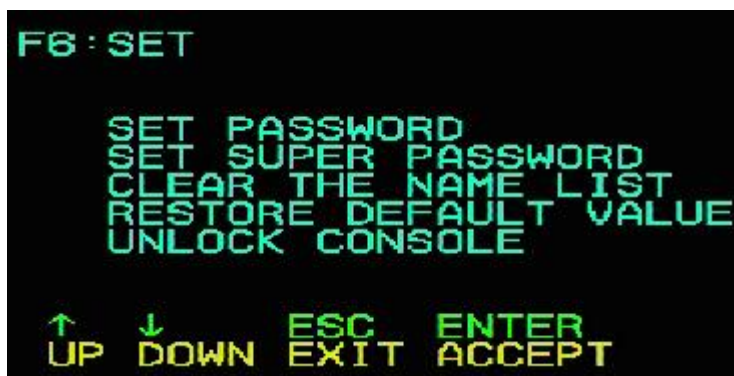 F6:SET
SET PASSWORD
SET SUPER PASSWORD
CLEAR THE NAME LIST
RESTORE DEFAULT VALUE
UNLOCK CONSOLE
↑ ↓ ESC ENTER
UP DOWN EXIT ACCEPT